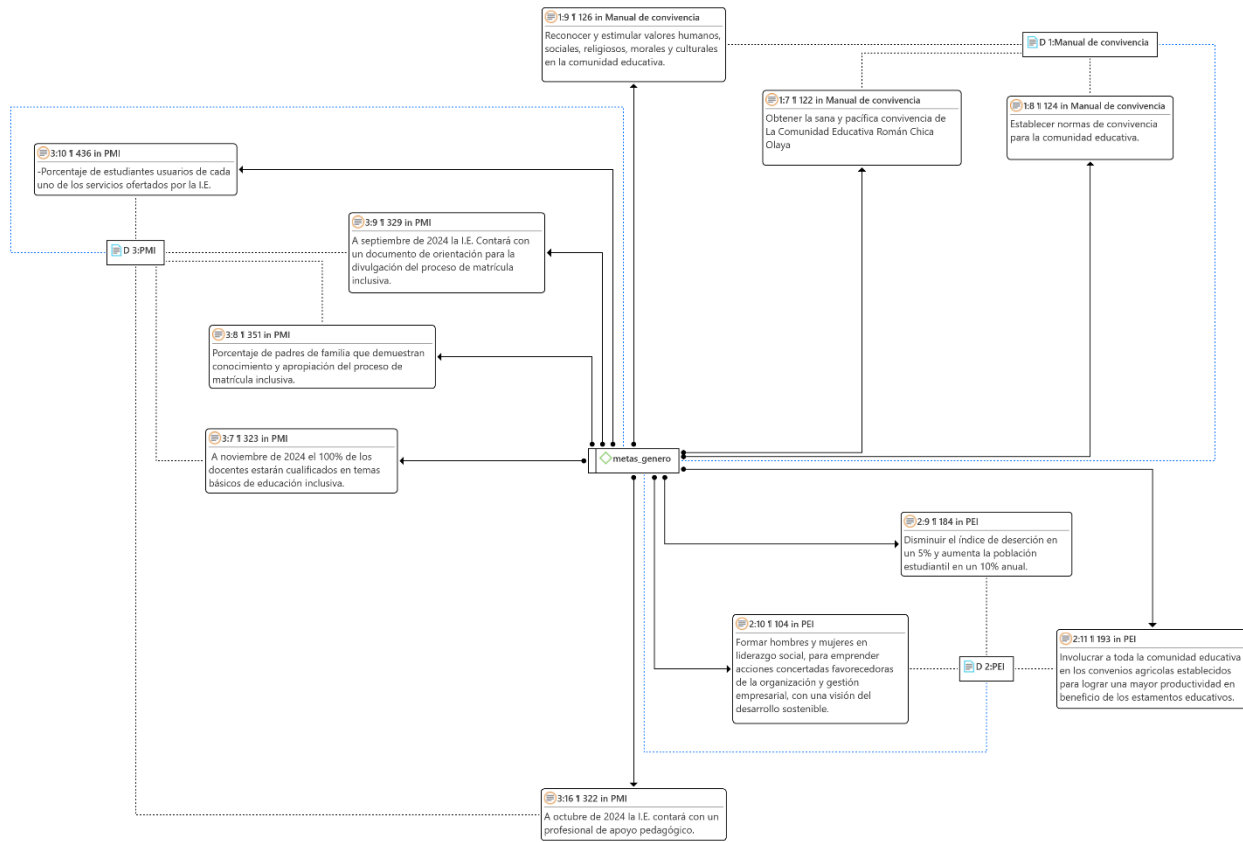 1:9 ¶ 126 in Manual de convivencia
Reconocer y estimular valores humanos,
sociales, religiosos, morales y culturales
en la comunidad educativa.
D 1:Manual de convivencia
1:7 ¶ 122 in Manual de convivencia
Obtener la sana y pacífica convivencia de
La Comunidad Educativa Román Chica
Olaya
1:8 ¶ 124 in Manual de convivencia
Establecer normas de convivencia
para la comunidad educativa.
3:10 ¶ 436 in PMI
-Porcentaje de estudiantes usuarios de cada
uno de los servicios ofertados por la I.E.
3:9 ¶ 329 in PMI
A septiembre de 2024 la I.E. Contará con
un documento de orientación para la
divulgación del proceso de matrícula
inclusiva.
D 3:PMI
3:8 ¶ 351 in PMI
Porcentaje de padres de familia que demuestran
conocimiento y apropiación del proceso de
matrícula inclusiva.
3:7 ¶ 323 in PMI
A noviembre de 2024 el 100% de los
docentes estarán cualificados en temas
básicos de educación inclusiva.
metas_genero
2:9 ¶ 184 in PEI
Disminuir el índice de deserción en
un 5% y aumenta la población
estudiantil en un 10% anual.
2:10 ¶ 104 in PEI
Formar hombres y mujeres en
liderazgo social, para emprender
acciones concertadas favorecedoras
de la organización y gestión
empresarial, con una visión del
desarrollo sostenible.
D 2:PEI
2:11 ¶ 193 in PEI
Involucrar a toda la comunidad educativa
en los convenios agricolas establecidos
para lograr una mayor productividad en
beneficio de los estamentos educativos.
3:16 ¶ 322 in PMI
A octubre de 2024 la I.E. contará con un
profesional de apoyo pedagógico.